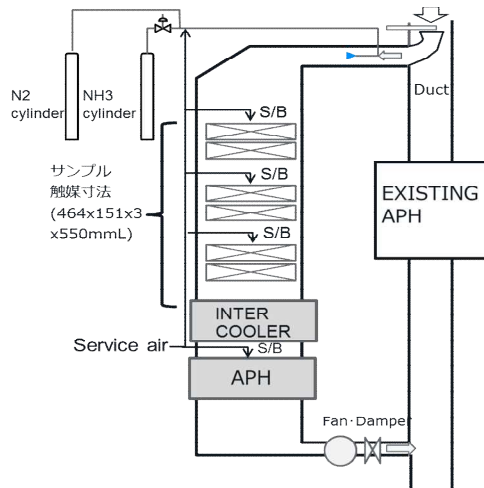 N2
cylinder
NH3
cylinder
Duct
S/B
サンプル
触媒寸法
(464x151x3
x550mmL)
S/B
EXISTING
APH
S/B
INTER
COOLER
Service air
S/B
APH
Fan･Damper